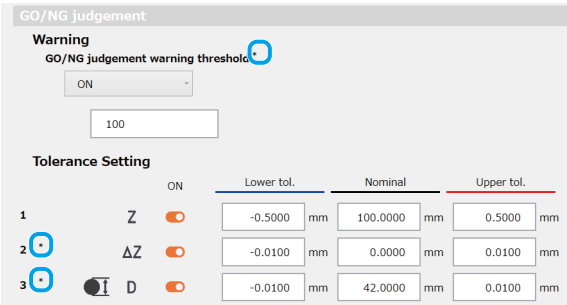 GO/NG judgement
Warning
GO/NG judgement warning threshold *
ON
100
Tolerance Setting
ON Lower tol. Nominal Upper tol.
1 Z -0.5000 mm 100.0000 mm 0.5000 mm
2 * ΔZ -0.0100 mm 0.0000 mm 0.0100 mm
3 * D -0.0100 mm 42.0000 mm 0.0100 mm